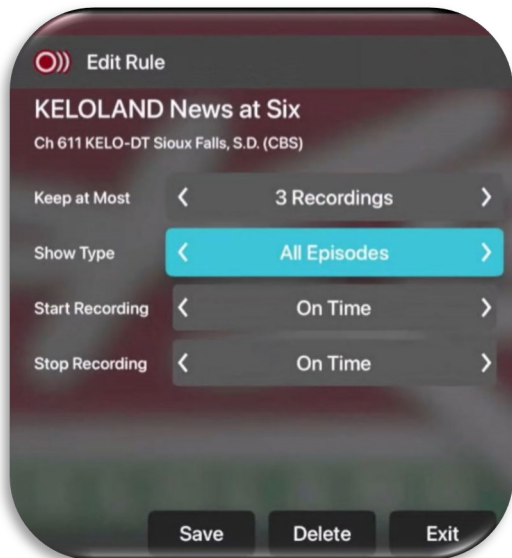 Edit Rule
KELOLAND News at Six
Ch 611 KELO-DT Sioux Falls, S.D. (CBS)
Keep at Most 3 Recordings
Show Type All Episodes
Start Recording On Time
Stop Recording On Time
Save Delete Exit